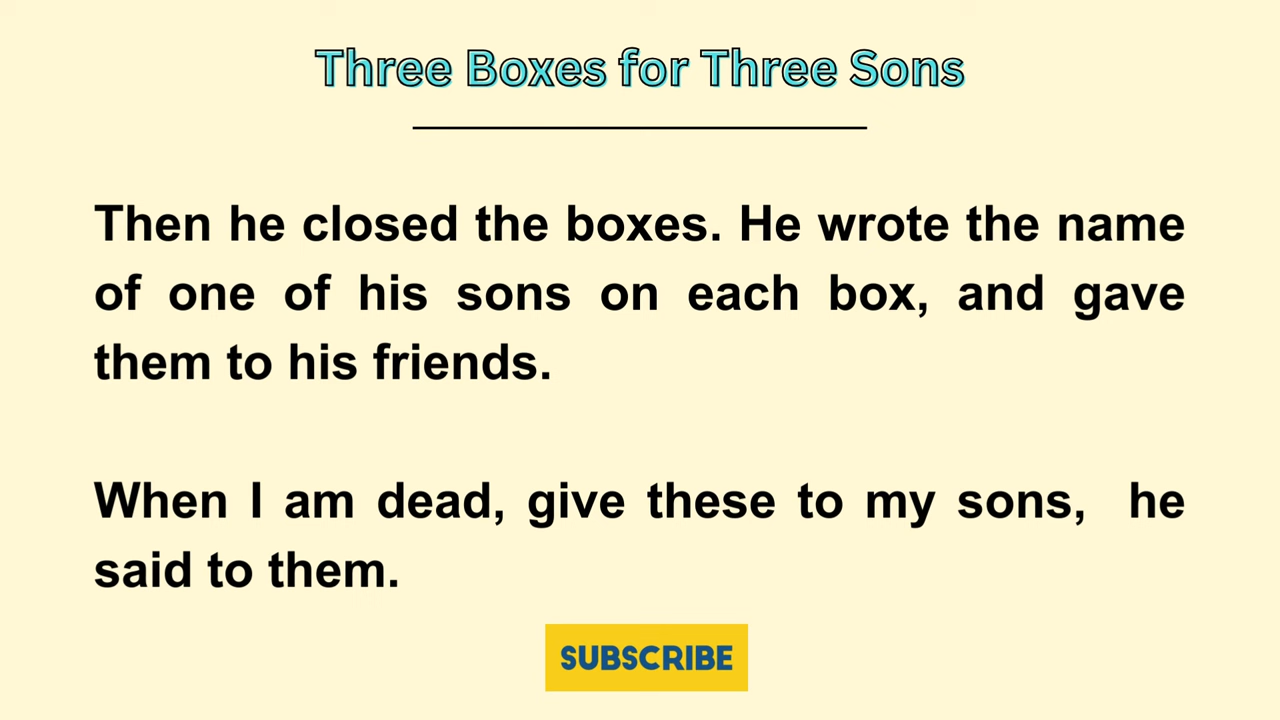 Three Boxes for Three Sons
Then he closed the boxes. He wrote the name
of one of his sons on each box, and gave
them to his friends.
When I am dead, give these to my sons,  he
said to them.
SUBSCRIBE